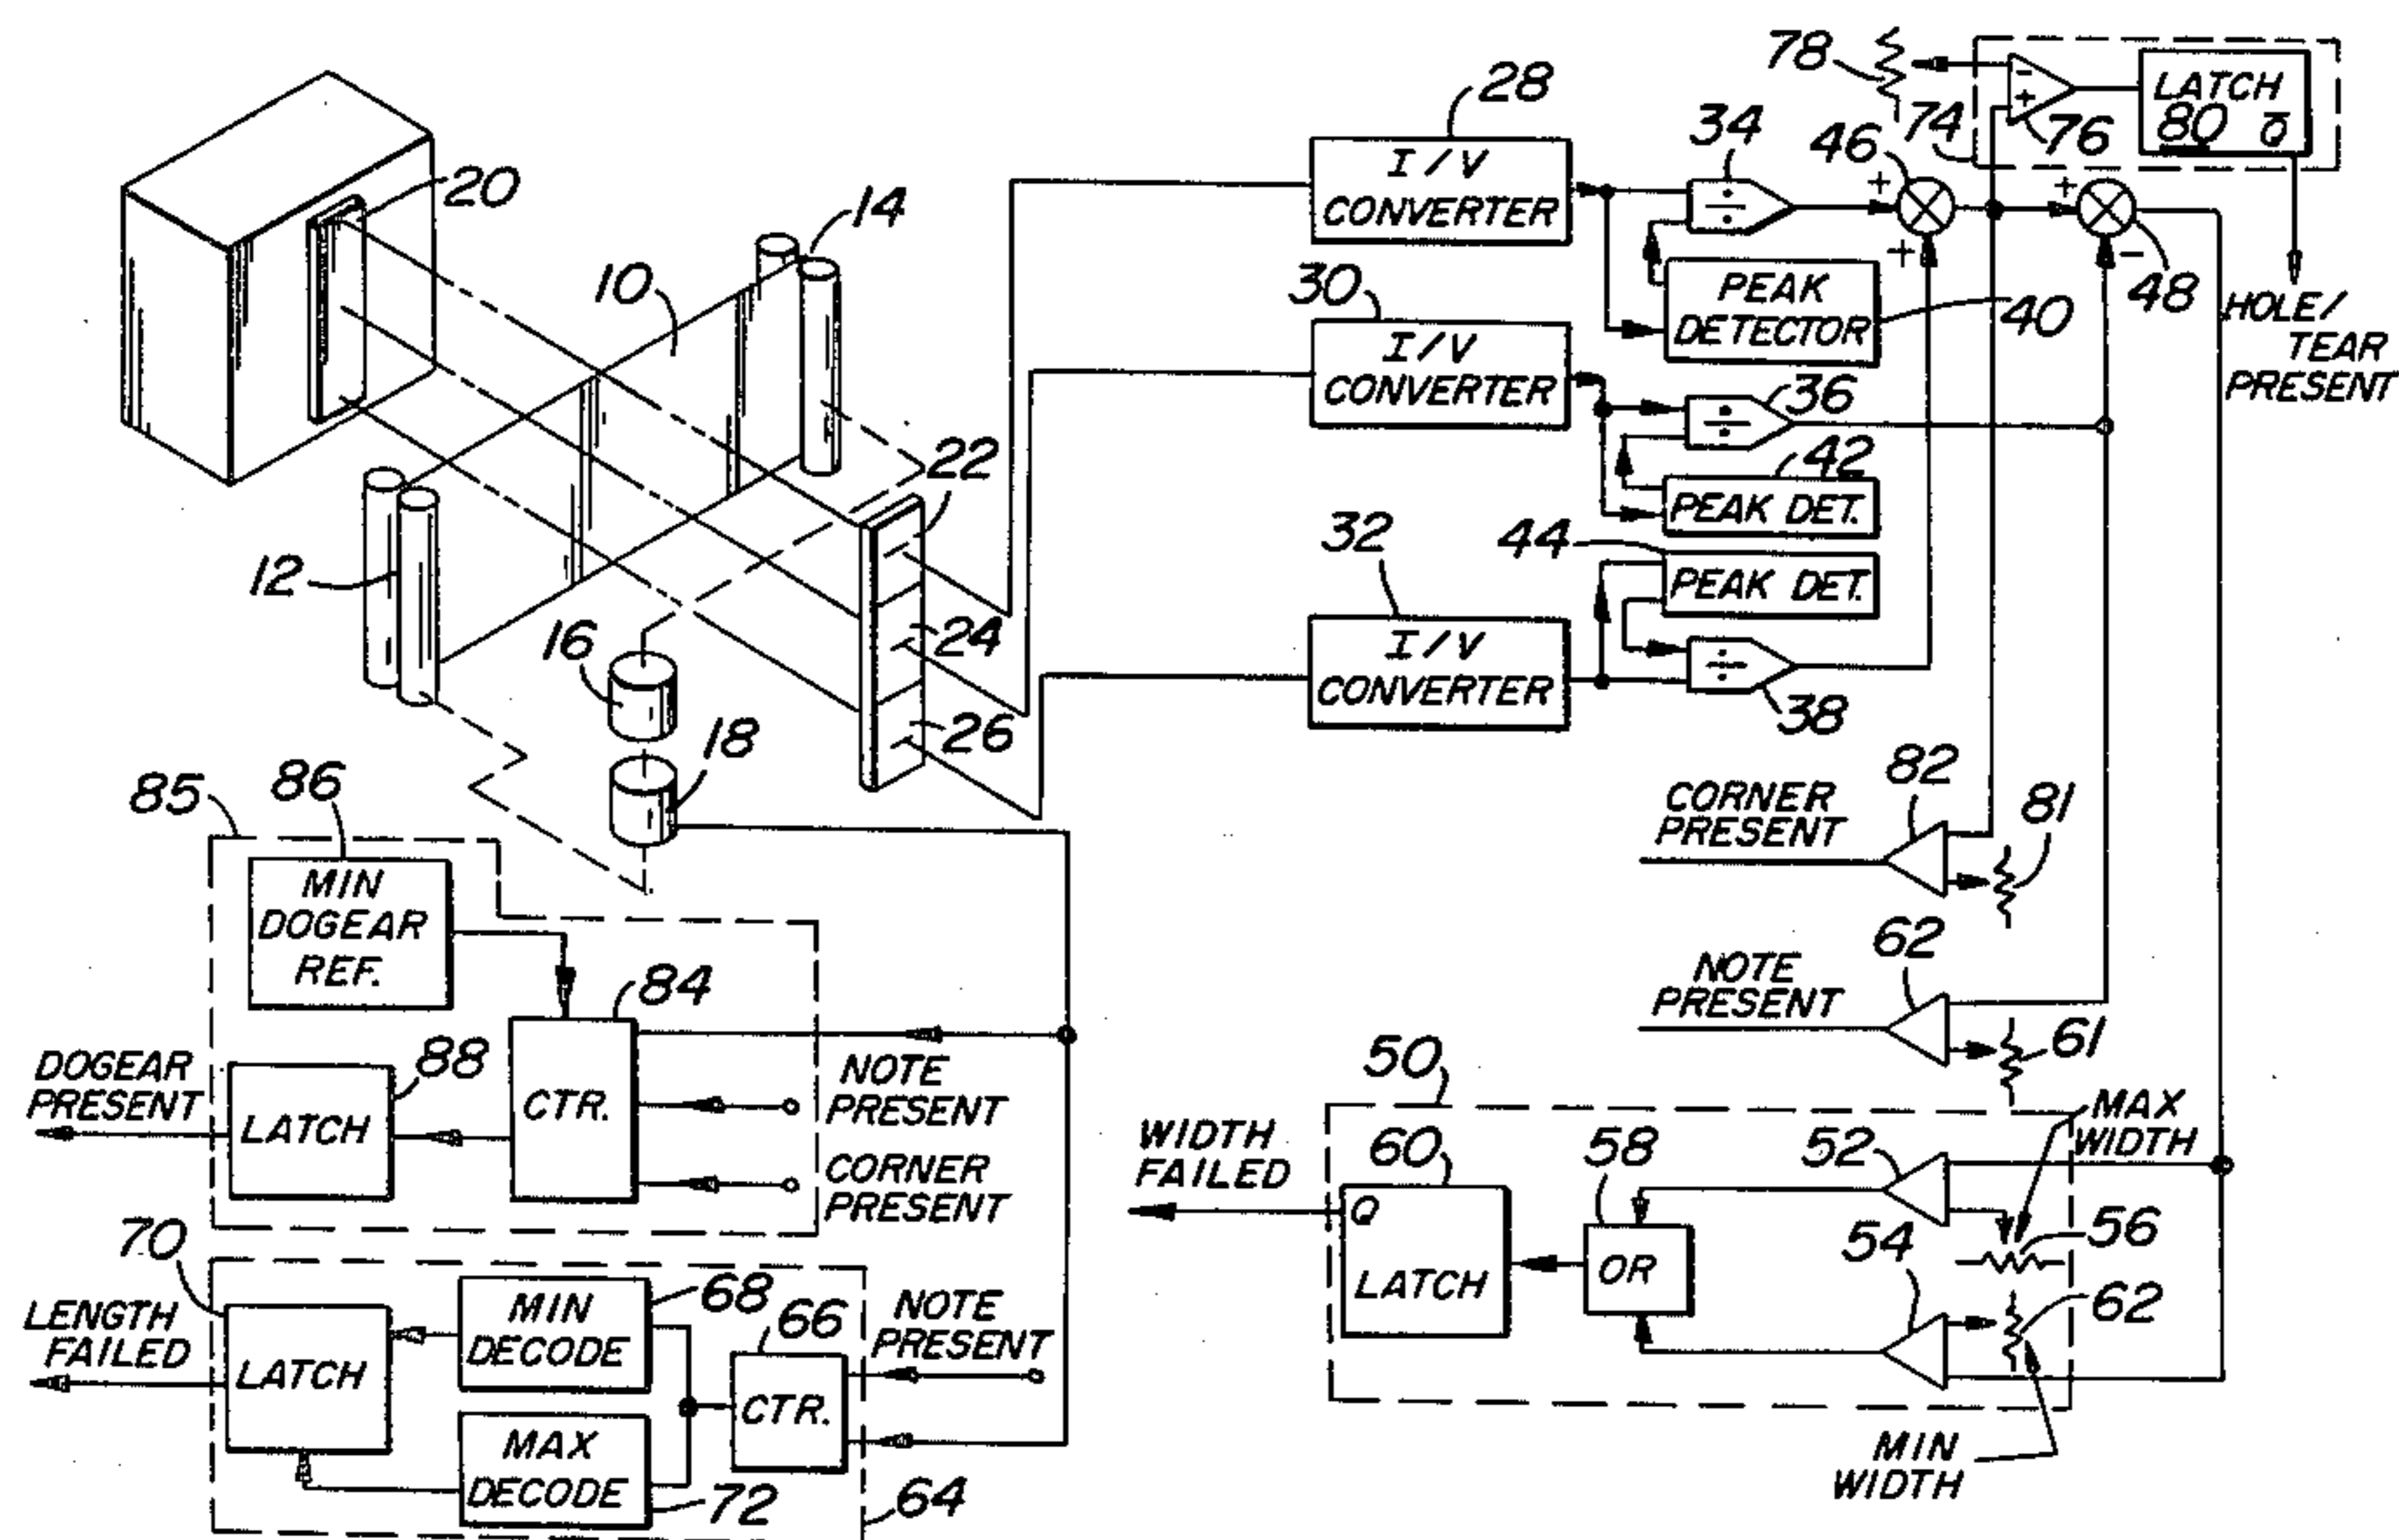 20
10
14
12
16
18
22
24
26
28
I/V
CONVERTER
30
I/V
CONVERTER
32
I/V
CONVERTER
34
÷
PEAK
DETECTOR
40
36
÷
42
PEAK DET.
44
PEAK DET.
÷
38
46
+
+
78
74
-
+
76
LATCH
80 Q̅
+
-
48
HOLE/
TEAR
PRESENT
82
CORNER
PRESENT
81
62
NOTE
PRESENT
61
50
MAX
WIDTH
WIDTH
FAILED
60
Q
LATCH
58
OR
52
56
54
62
MIN
WIDTH
85
86
MIN
DOGEAR
REF.
84
CTR.
NOTE
PRESENT
CORNER
PRESENT
DOGEAR
PRESENT
88
LATCH
70
LENGTH
FAILED
LATCH
MIN
DECODE
68
66
CTR.
NOTE
PRESENT
MAX
DECODE
72
64